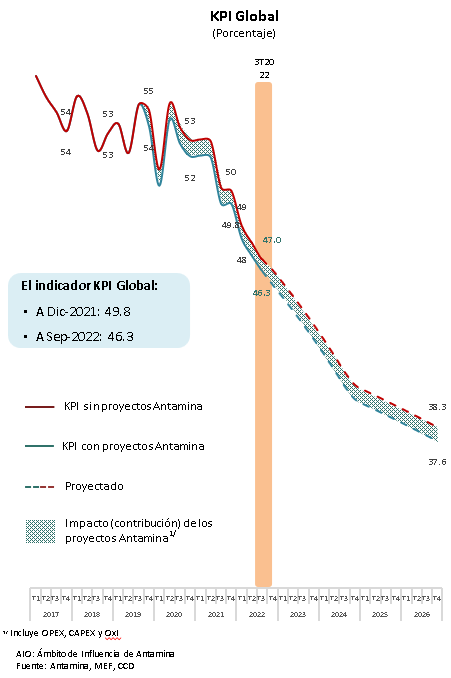 KPI Global
(Porcentaje)
3T20
22
54
53
55
53
54
53
54
52
50
49
49.8
48
47.0
46.3
El indicador KPI Global:
• A Dic-2021: 49.8
• A Sep-2022: 46.3
KPI sin proyectos Antamina
38.3
KPI con proyectos Antamina
37.6
Proyectado
Impacto (contribución) de los
proyectos Antamina1/
T1 T2 T3 T4 T1 T2 T3 T4 T1 T2 T3 T4 T1 T2 T3 T4 T1 T2 T3 T4 T1 T2 T3 T4 T1 T2 T3 T4 T1 T2 T3 T4 T1 T2 T3 T4 T1 T2 T3 T4
2017 2018 2019 2020 2021 2022 2023 2024 2025 2026
1/ Incluye OPEX, CAPEX y OxI
AIO: Ámbito de Influencia de Antamina
Fuente: Antamina, MEF, CCD